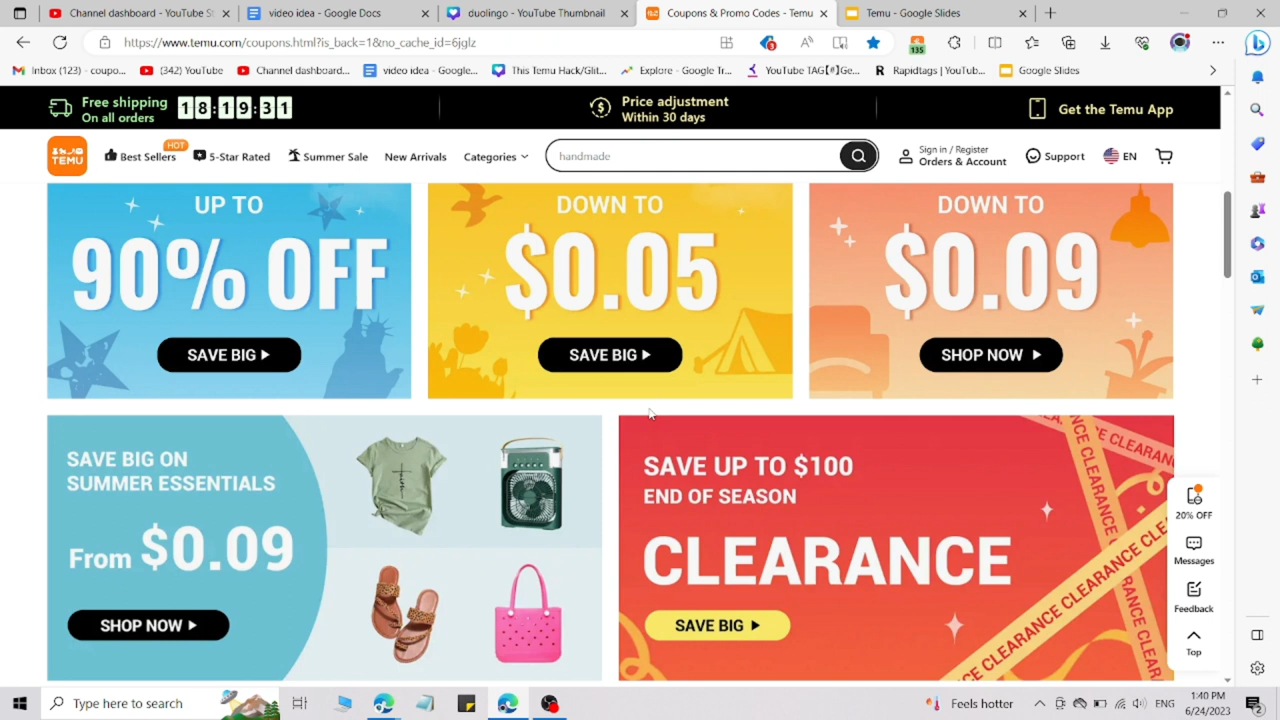 Channel dashboard - YouTube St
video idea - Google Docs
duolingo - YouTube Thumbnail
Coupons & Promo Codes - Temu
Temu - Google Slides
https://www.temu.com/coupons.html?is_back=1&no_cache_id=6jglz
3
135
Inbox (123) - coupo...
(342) YouTube
Channel dashboard...
video idea - Google...
This Temu Hack/Glit...
Explore - Google Tr...
YouTube TAG【#】Ge...
Rapidtags | YouTub...
Google Slides
Free shipping
On all orders
18:19:31
Price adjustment
Within 30 days
Get the Temu App
TEMU
Best Sellers
HOT
5-Star Rated
Summer Sale
New Arrivals
Categories
handmade
Sign in / Register
Orders & Account
Support
EN
UP TO
90% OFF
SAVE BIG
DOWN TO
$0.05
SAVE BIG
DOWN TO
$0.09
SHOP NOW
SAVE BIG ON
SUMMER ESSENTIALS
From $0.09
SHOP NOW
SAVE UP TO $100
END OF SEASON
CLEARANCE
SAVE BIG
CLEARANCE CLEARANCE CLE
20% OFF
Messages
Feedback
Top
Type here to search
Feels hotter
ENG
1:40 PM
6/24/2023
2